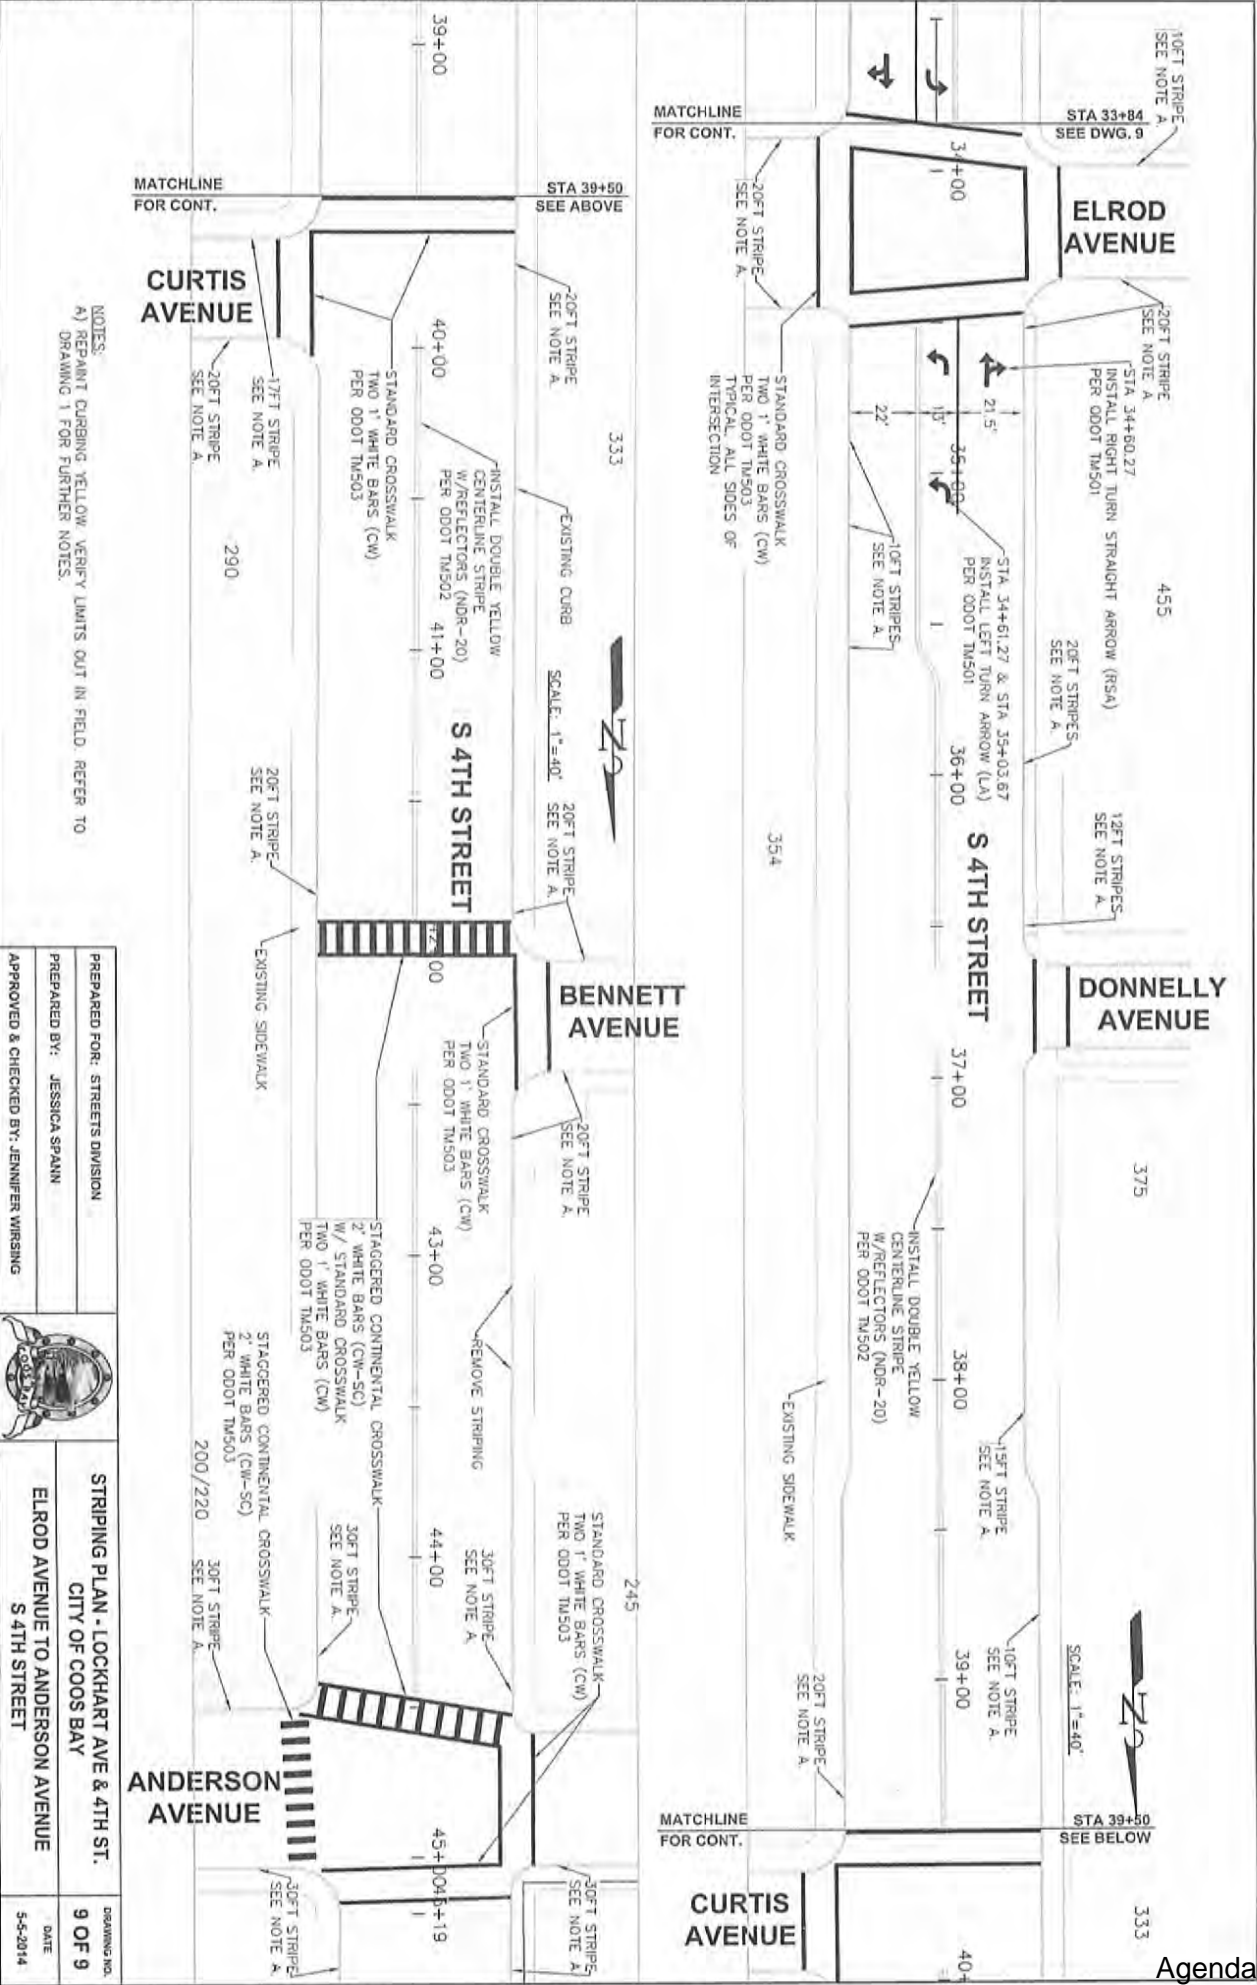 10FT STRIPE
SEE NOTE A.
MATCHLINE
FOR CONT.
STA 33+84
SEE DWG. 9
34+00
ELROD
AVENUE
20FT STRIPE
SEE NOTE A.
20FT STRIPE
SEE NOTE A
STA 34+60.27
INSTALL RIGHT TURN STRAIGHT ARROW (RSA)
PER ODOT TM501
455
22'
13'
21.5'
35+00
STANDARD CROSSWALK
TWO 1' WHITE BARS (CW)
PER ODOT TM503
TYPICAL ALL SIDES OF
INTERSECTION
10FT STRIPES
SEE NOTE A.
STA 34+61.27 & STA 35+03.67
INSTALL LEFT TURN ARROW (LA)
PER ODOT TM501
20FT STRIPES
SEE NOTE A.
36+00
S 4TH STREET
354
12FT STRIPES
SEE NOTE A.
DONNELLY
AVENUE
37+00
375
INSTALL DOUBLE YELLOW
CENTERLINE STRIPE
W/REFLECTORS (NDR-20)
PER ODOT TM502
38+00
EXISTING SIDEWALK
15FT STRIPE
SEE NOTE A.
10FT STRIPE
SEE NOTE A.
39+00
SCALE: 1"=40'
N
20FT STRIPE
SEE NOTE A.
MATCHLINE
FOR CONT.
STA 39+50
SEE BELOW
CURTIS
AVENUE
333
40+
Agenda
39+00
MATCHLINE
FOR CONT.
STA 39+50
SEE ABOVE
CURTIS
AVENUE
20FT STRIPE
SEE NOTE A.
40+00
17FT STRIPE
SEE NOTE A.
20FT STRIPE
SEE NOTE A.
STANDARD CROSSWALK
TWO 1' WHITE BARS (CW)
PER ODOT TM503
333
290
INSTALL DOUBLE YELLOW
CENTERLINE STRIPE
W/REFLECTORS (NDR-20)
PER ODOT TM502
EXISTING CURB
41+00
S 4TH STREET
SCALE: 1"=40'
N
20FT STRIPE
SEE NOTE A.
20FT STRIPE
SEE NOTE A.
42+00
BENNETT
AVENUE
EXISTING SIDEWALK
STANDARD CROSSWALK
TWO 1' WHITE BARS (CW)
PER ODOT TM503
20FT STRIPE
SEE NOTE A.
43+00
STAGGERED CONTINENTAL CROSSWALK
2' WHITE BARS (CW-SC)
W/ STANDARD CROSSWALK
TWO 1' WHITE BARS (CW)
PER ODOT TM503
REMOVE STRIPING
STAGGERED CONTINENTAL CROSSWALK
2' WHITE BARS (CW-SC)
PER ODOT TM503
200/220
44+00
30FT STRIPE
SEE NOTE A.
30FT STRIPE
SEE NOTE A.
30FT STRIPE
SEE NOTE A
STANDARD CROSSWALK
TWO 1' WHITE BARS (CW)
PER ODOT TM503
245
ANDERSON
AVENUE
45+00
45+19
30FT STRIPE
SEE NOTE A.
30FT STRIPE
SEE NOTE A.
NOTES:
A) REPAINT CURBING YELLOW. VERIFY LIMITS OUT IN FIELD. REFER TO
DRAWING 1 FOR FURTHER NOTES.
PREPARED FOR: STREETS DIVISION
PREPARED BY: JESSICA SPANN
APPROVED & CHECKED BY: JENNIFER WIRSING
COOS BAY
STRIPING PLAN - LOCKHART AVE & 4TH ST.
CITY OF COOS BAY
ELROD AVENUE TO ANDERSON AVENUE
S 4TH STREET
DRAWING NO.
9 OF 9
DATE
5-5-2014